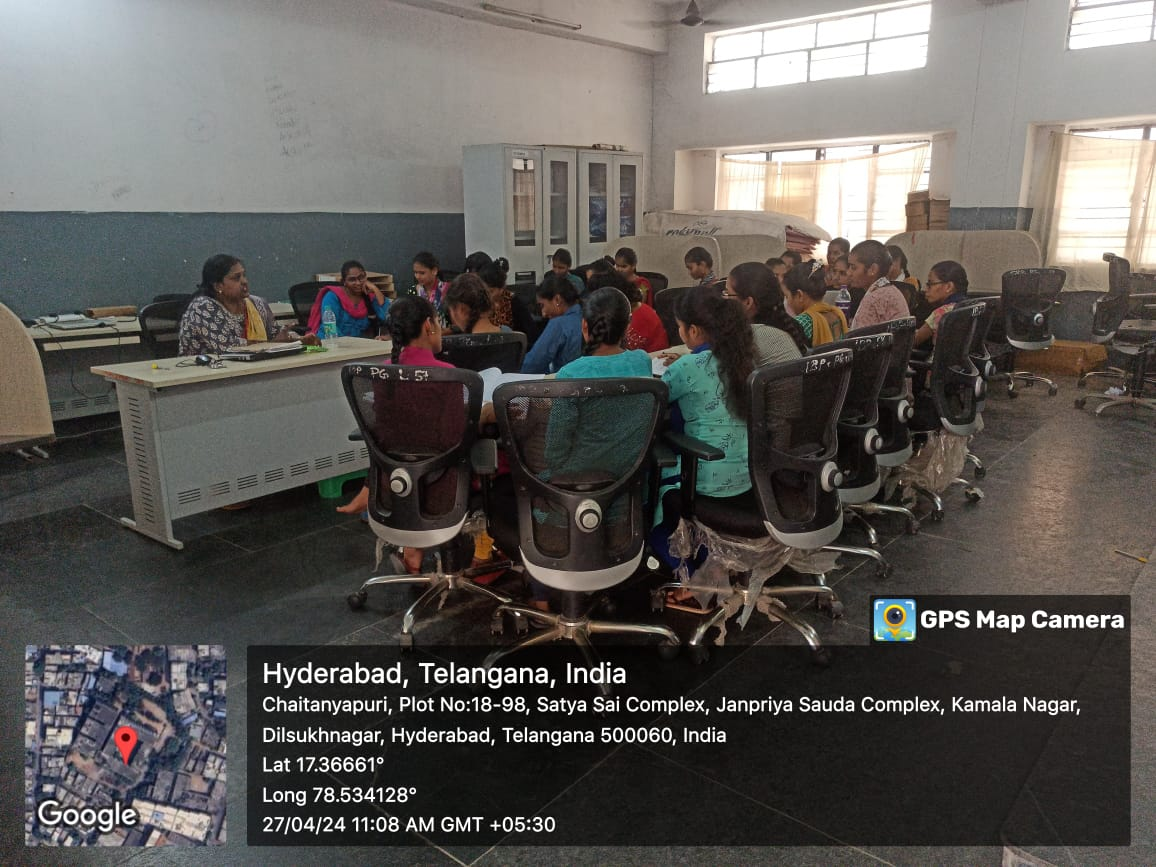 GPS Map Camera
Hyderabad, Telangana, India
Chaitanyapuri, Plot No:18-98, Satya Sai Complex, Janpriya Sauda Complex, Kamala Nagar,
Dilsukhnagar, Hyderabad, Telangana 500060, India
Lat 17.36661°
Long 78.534128°
27/04/24 11:08 AM GMT +05:30
Google